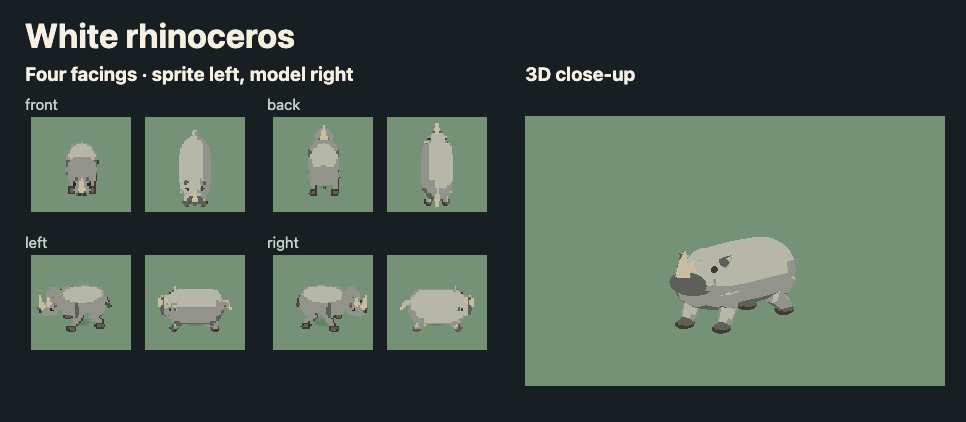 White rhinoceros
Four facings · sprite left, model right
3D close-up
front
back
left
right